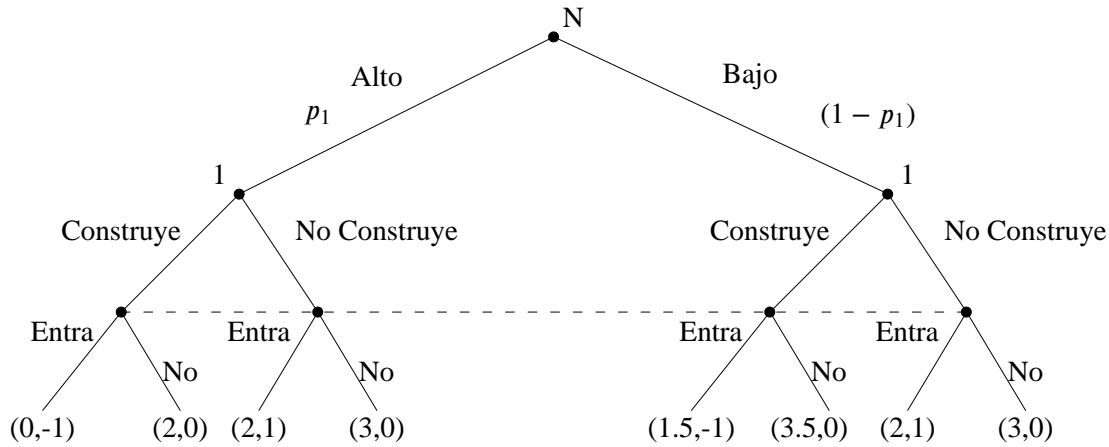 N
Alto
Bajo
p₁
(1 − p₁)
1
1
Construye
No Construye
Construye
No Construye
Entra
Entra
Entra
Entra
No
No
No
No
(0,-1)
(2,0)
(2,1)
(3,0)
(1.5,-1)
(3.5,0)
(2,1)
(3,0)